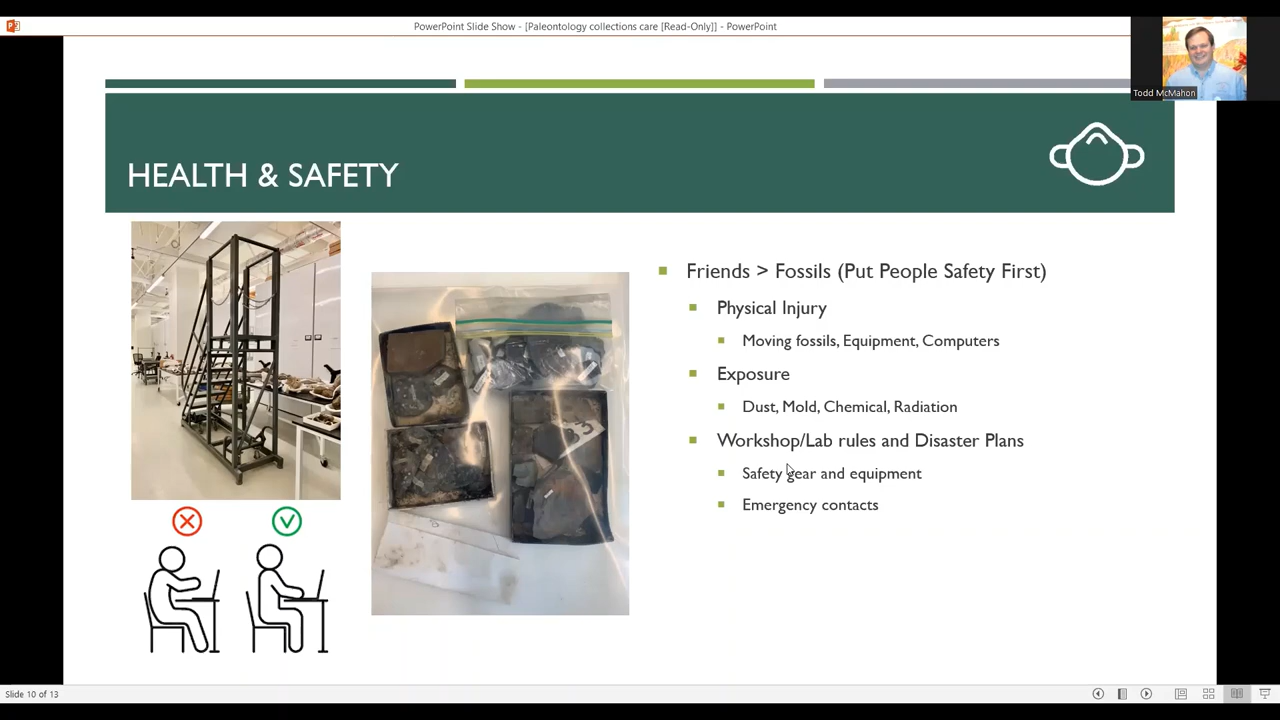 PowerPoint Slide Show - [Paleontology collections care [Read-Only]] - PowerPoint
Todd McMahon
HEALTH & SAFETY
Friends > Fossils (Put People Safety First)
Physical Injury
Moving fossils, Equipment, Computers
Exposure
Dust, Mold, Chemical, Radiation
Workshop/Lab rules and Disaster Plans
Safety gear and equipment
Emergency contacts
Slide 10 of 13